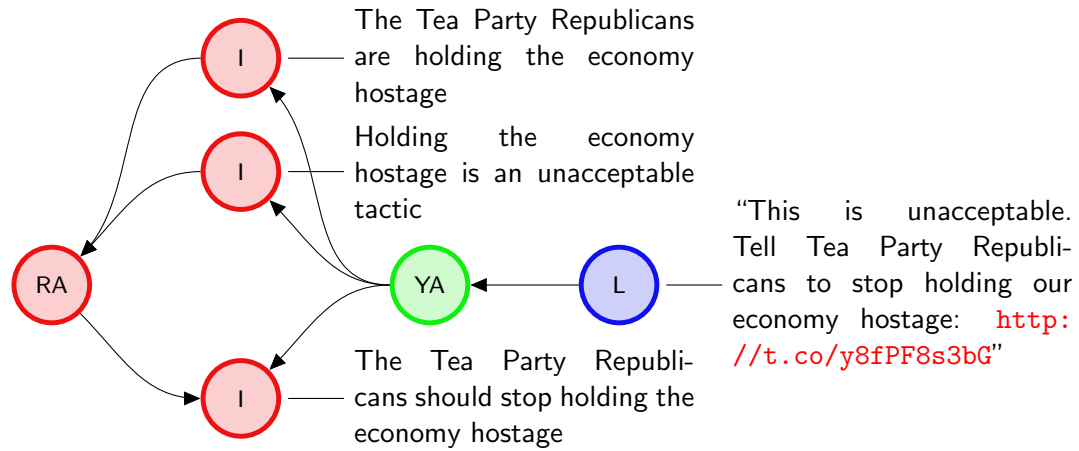 I
The Tea Party Republicans
are holding the economy
hostage
I
Holding the economy
hostage is an unacceptable
tactic
RA
YA
L
“This is unacceptable.
Tell Tea Party Republi-
cans to stop holding our
economy hostage: http:
//t.co/y8fPF8s3bG”
I
The Tea Party Republi-
cans should stop holding the
economy hostage